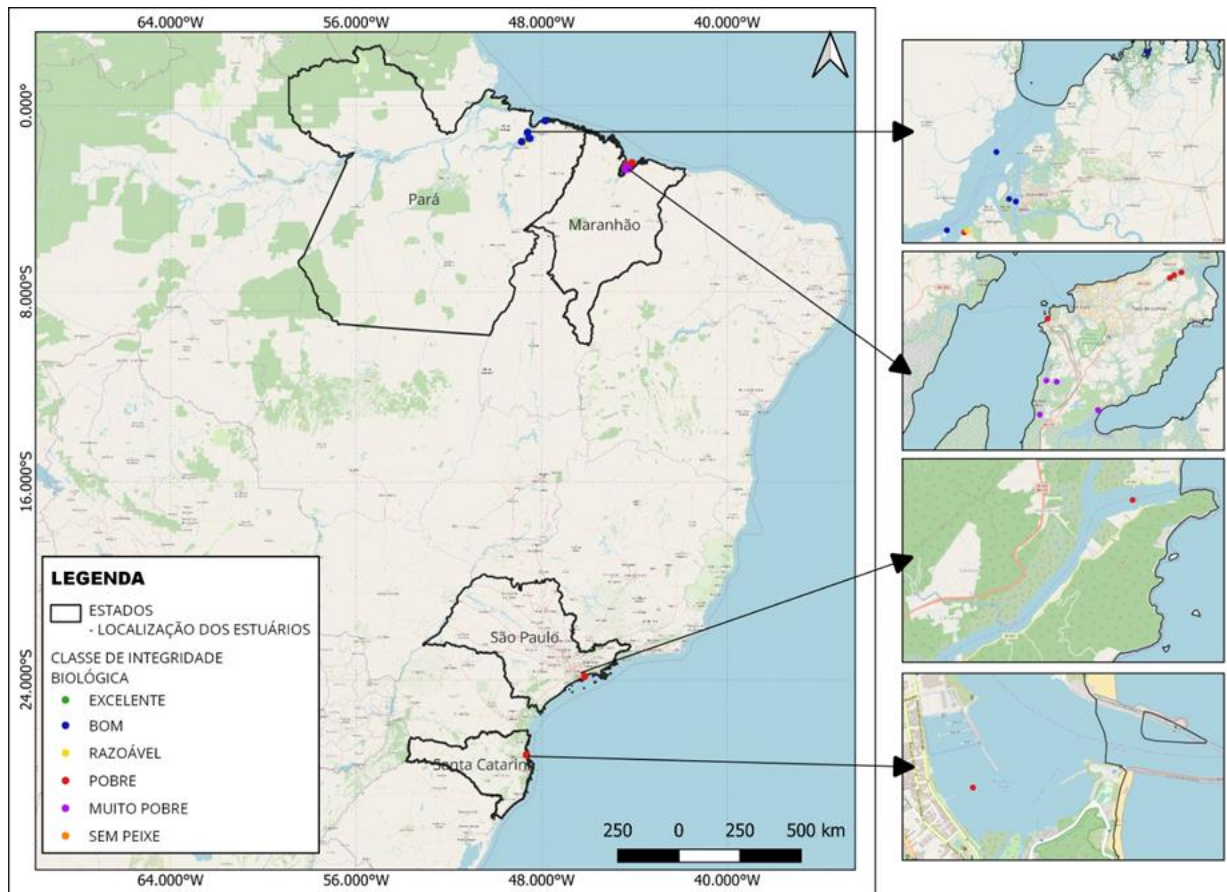 64.000°W 56.000°W 48.000°W 40.000°W
0.000°
8.000°S
16.000°S
24.000°S
Pará
Maranhão
São Paulo
Santa Catarina
LEGENDA
ESTADOS
- LOCALIZAÇÃO DOS ESTUÁRIOS
CLASSE DE INTEGRIDADE
BIOLÓGICA
EXCELENTE
BOM
RAZOÁVEL
POBRE
MUITO POBRE
SEM PEIXE
250 0 250 500 km
64.000°W 56.000°W 48.000°W 40.000°W